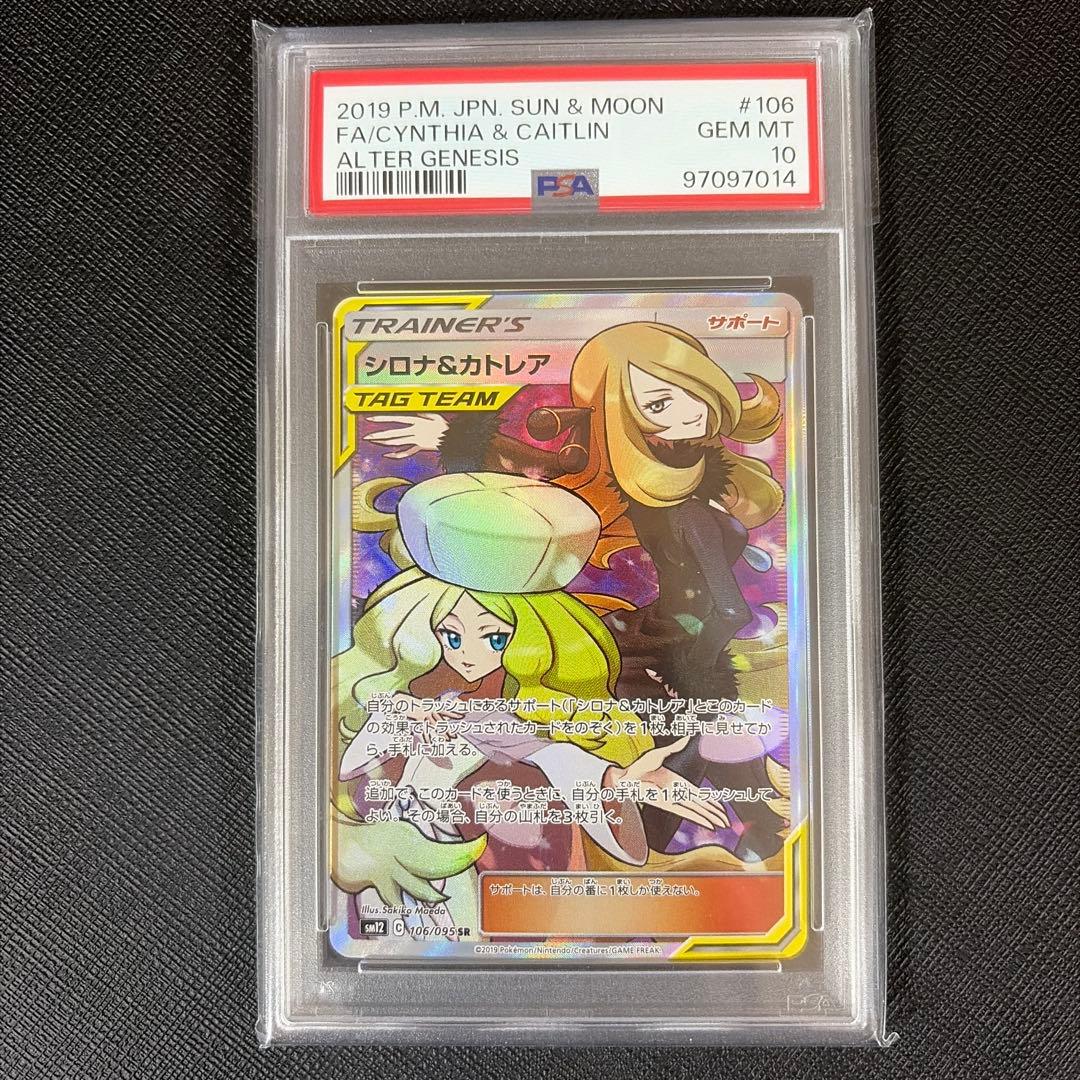 2019 P.M. JPN. SUN & MOON #106
FA/CYNTHIA & CAITLIN GEM MT
ALTER GENESIS 10
PSA 97097014
TRAINER'S サポート
シロナ&カトレア
TAG TEAM
自分のトラッシュにあるサポート(「シロナ&カトレア」とこのカード
の効果でトラッシュされたカードをのぞく)を1枚、相手に見せてか
ら、手札に加える。
追加で、このカードを使うときに、自分の手札を1枚トラッシュして
よい。その場合、自分の山札を3枚引く。
サポートは、自分の番に1枚しか使えない。
Illus. Sakiko Maeda
sm12 C 106/095 SR
©2019 Pokémon/Nintendo/Creatures/GAME FREAK.
PSA